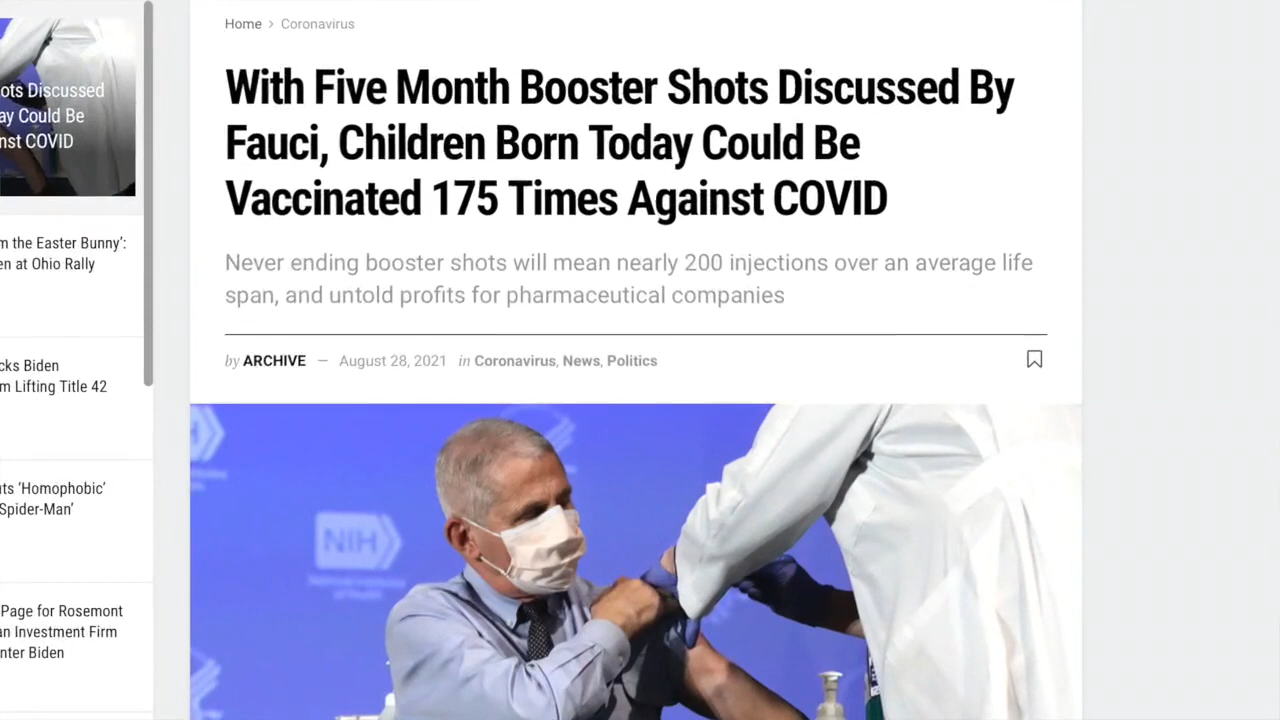 Home > Coronavirus
With Five Month Booster Shots Discussed By
Fauci, Children Born Today Could Be
Vaccinated 175 Times Against COVID
Never ending booster shots will mean nearly 200 injections over an average life
span, and untold profits for pharmaceutical companies
by ARCHIVE — August 28, 2021 in Coronavirus, News, Politics
ots Discussed
ay Could Be
nst COVID
m the Easter Bunny':
en at Ohio Rally
cks Biden
m Lifting Title 42
ts 'Homophobic'
'Spider-Man'
Page for Rosemont
an Investment Firm
nter Biden
NIH